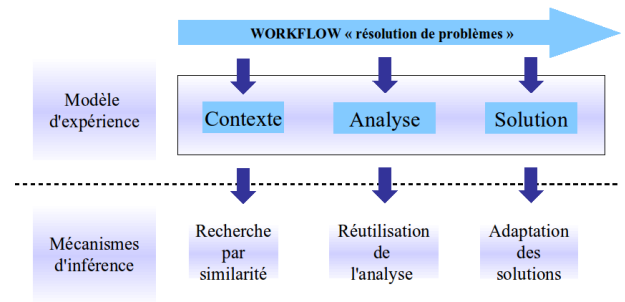 WORKFLOW « résolution de problèmes »
Modèle
d'expérience
Contexte
Analyse
Solution
Mécanismes
d'inférence
Recherche
par
similarité
Réutilisation
de
l'analyse
Adaptation
des
solutions